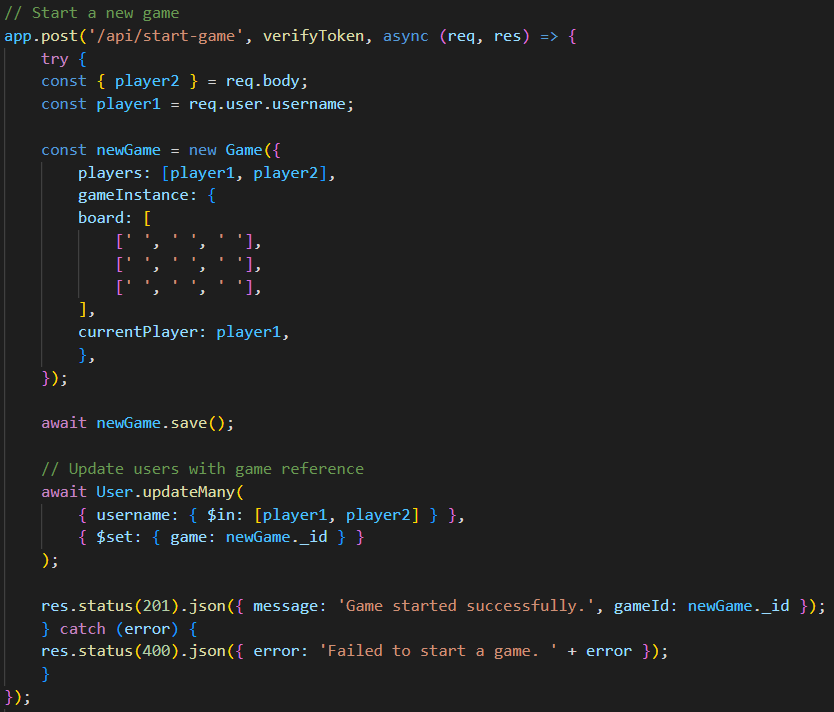 // Start a new game
app.post('/api/start-game', verifyToken, async (req, res) => {
    try {
    const { player2 } = req.body;
    const player1 = req.user.username;

    const newGame = new Game({
        players: [player1, player2],
        gameInstance: {
        board: [
            [' ', ' ', ' '],
            [' ', ' ', ' '],
            [' ', ' ', ' '],
        ],
        currentPlayer: player1,
        },
    });

    await newGame.save();

    // Update users with game reference
    await User.updateMany(
        { username: { $in: [player1, player2] } },
        { $set: { game: newGame._id } }
    );

    res.status(201).json({ message: 'Game started successfully.', gameId: newGame._id });
    } catch (error) {
    res.status(400).json({ error: 'Failed to start a game. ' + error });
    }
});